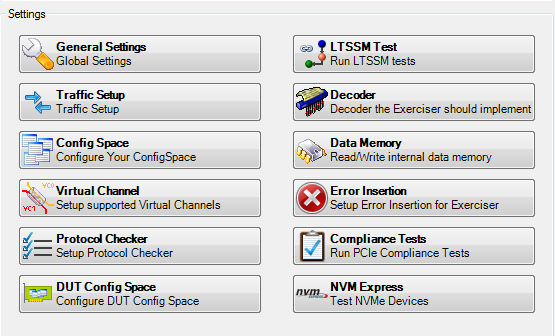 Settings
General Settings
Global Settings
LTSSM Test
Run LTSSM tests
Traffic Setup
Traffic Setup
Decoder
Decoder the Exerciser should implement
Config Space
Configure Your ConfigSpace
Data Memory
Read/Write internal data memory
VC0
VC1
Virtual Channel
Setup supported Virtual Channels
Error Insertion
Setup Error Insertion for Exerciser
Protocol Checker
Setup Protocol Checker
Compliance Tests
Run PCIe Compliance Tests
DUT Config Space
Configure DUT Config Space
nvm
NVM Express
Test NVMe Devices